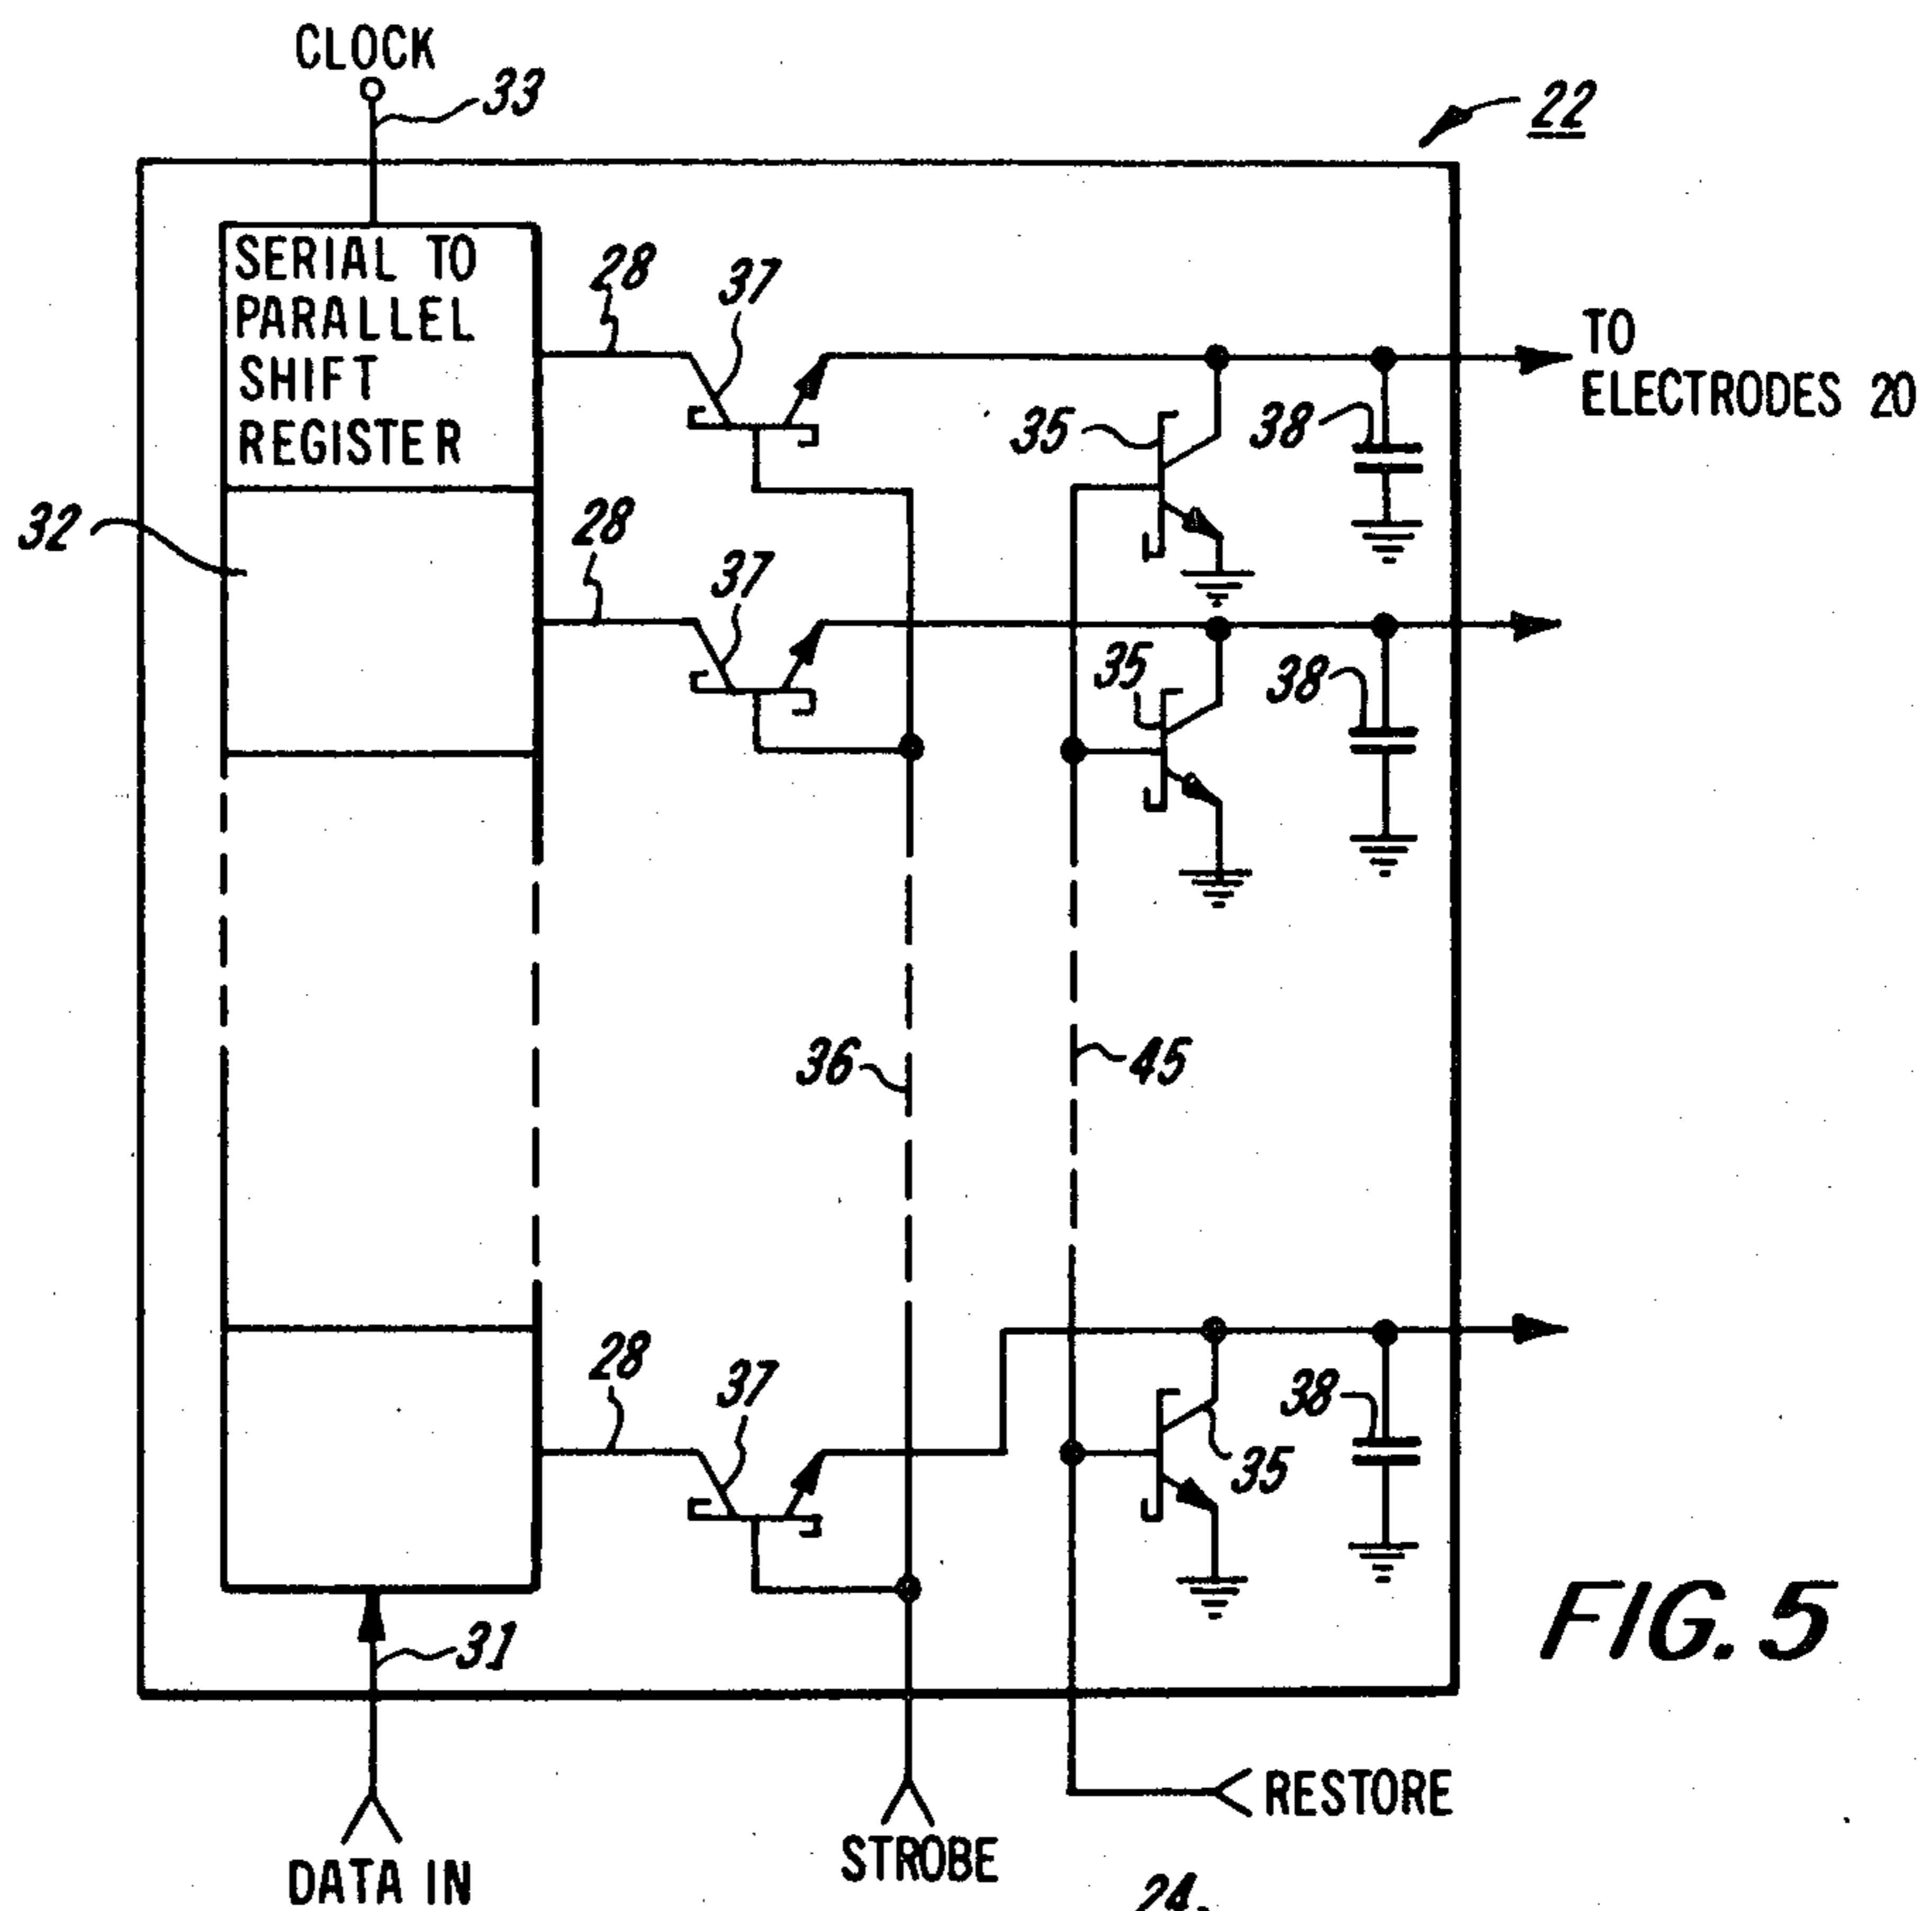 CLOCK
33
22
SERIAL TO
PARALLEL
SHIFT
REGISTER
28
37
TO
ELECTRODES 20
35
38
32
28
37
35
38
36
45
28
37
38
35
31
FIG. 5
RESTORE
STROBE
DATA IN
24